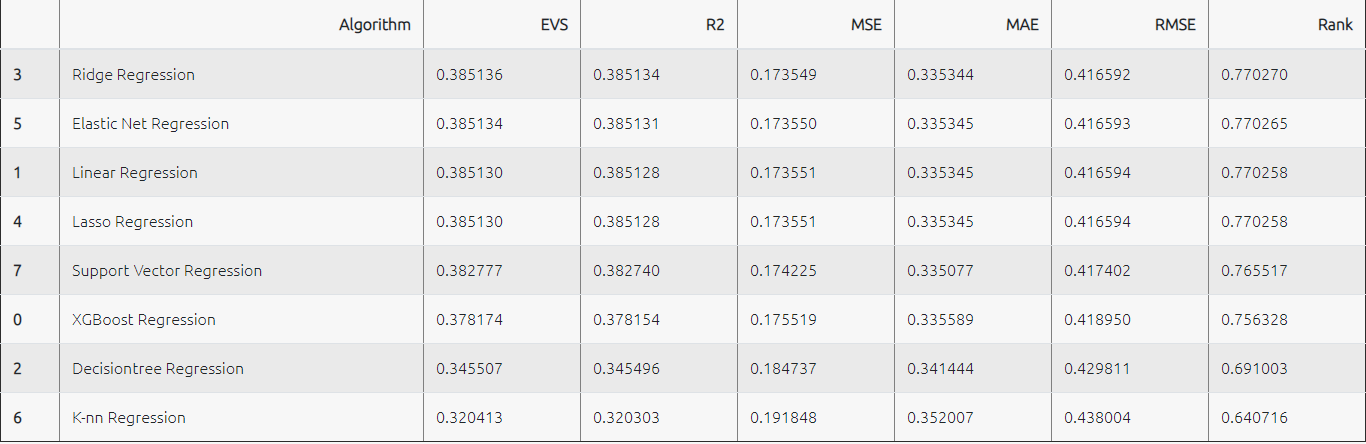 Algorithm EVS R2 MSE MAE RMSE Rank
3 Ridge Regression 0.385136 0.385134 0.173549 0.335344 0.416592 0.770270
5 Elastic Net Regression 0.385134 0.385131 0.173550 0.335345 0.416593 0.770265
1 Linear Regression 0.385130 0.385128 0.173551 0.335345 0.416594 0.770258
4 Lasso Regression 0.385130 0.385128 0.173551 0.335345 0.416594 0.770258
7 Support Vector Regression 0.382777 0.382740 0.174225 0.335077 0.417402 0.765517
0 XGBoost Regression 0.378174 0.378154 0.175519 0.335589 0.418950 0.756328
2 Decisiontree Regression 0.345507 0.345496 0.184737 0.341444 0.429811 0.691003
6 K-nn Regression 0.320413 0.320303 0.191848 0.352007 0.438004 0.640716